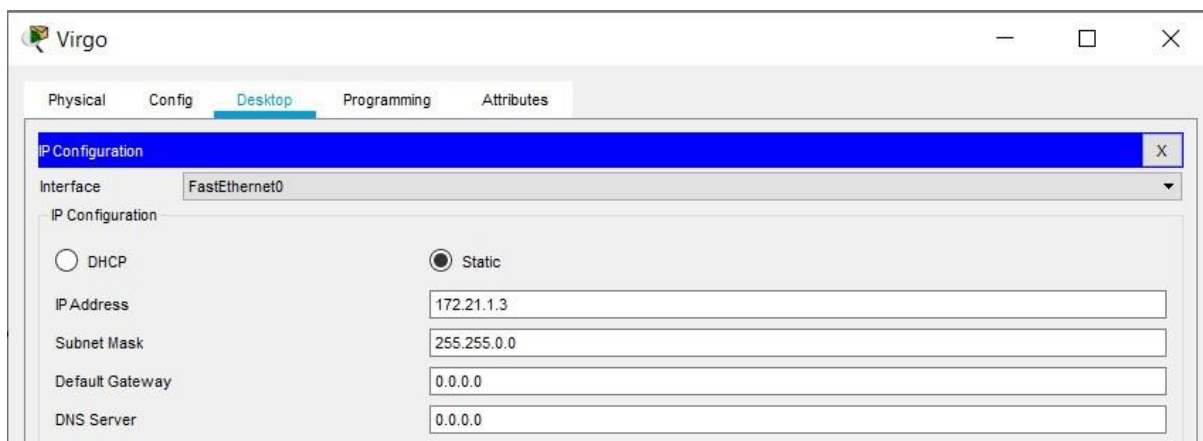 Virgo
Physical Config Desktop Programming Attributes
IP Configuration X
Interface FastEthernet0
IP Configuration
DHCP Static
IP Address 172.21.1.3
Subnet Mask 255.255.0.0
Default Gateway 0.0.0.0
DNS Server 0.0.0.0